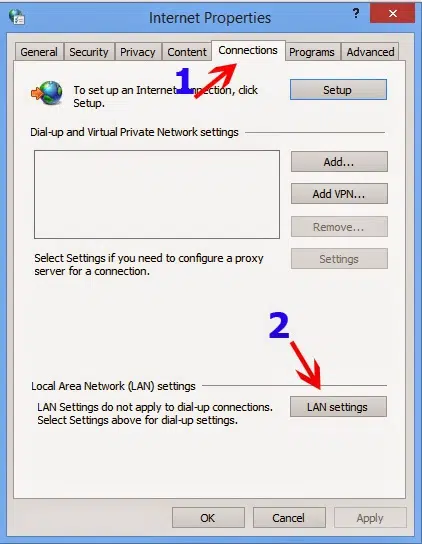 Internet Properties
?
General Security Privacy Content Connections Programs Advanced
1
To set up an Internet connection, click
Setup.
Setup
Dial-up and Virtual Private Network settings
Add...
Add VPN...
Remove...
Select Settings if you need to configure a proxy
server for a connection.
Settings
2
Local Area Network (LAN) settings
LAN Settings do not apply to dial-up connections.
Select Settings above for dial-up settings.
LAN settings
OK Cancel Apply